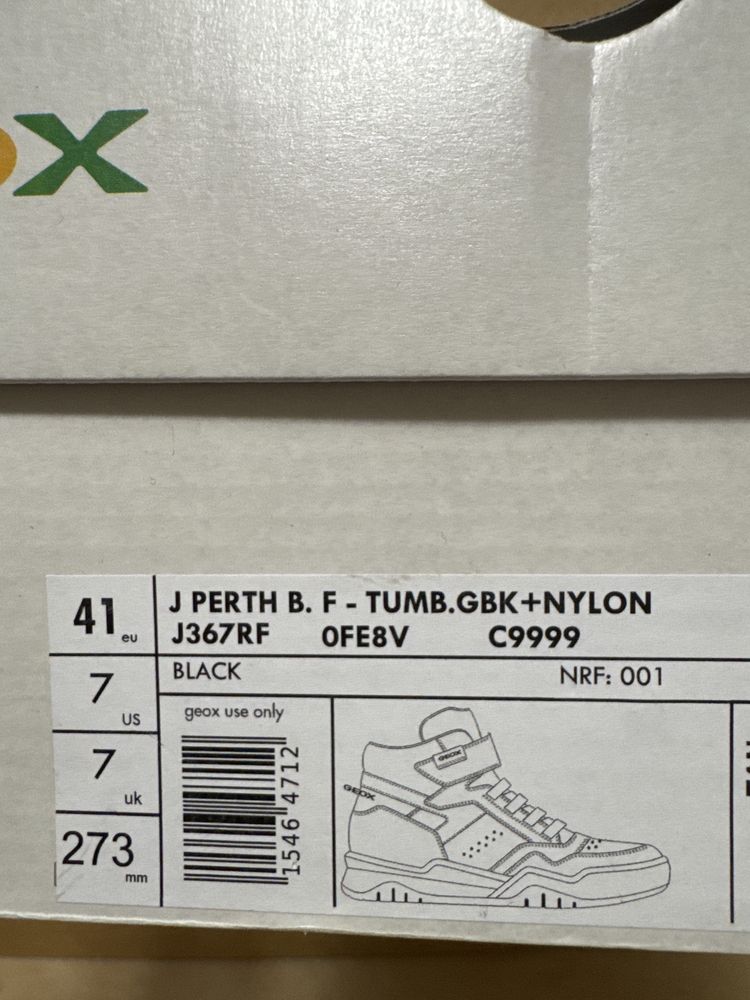 OX
41 eu
J PERTH B. F - TUMB.GBK+NYLON
J367RF 0FE8V C9999
7 US
BLACK
NRF: 001
geox use only
7 uk
273 mm
1546 4712
GEOX
GEOX